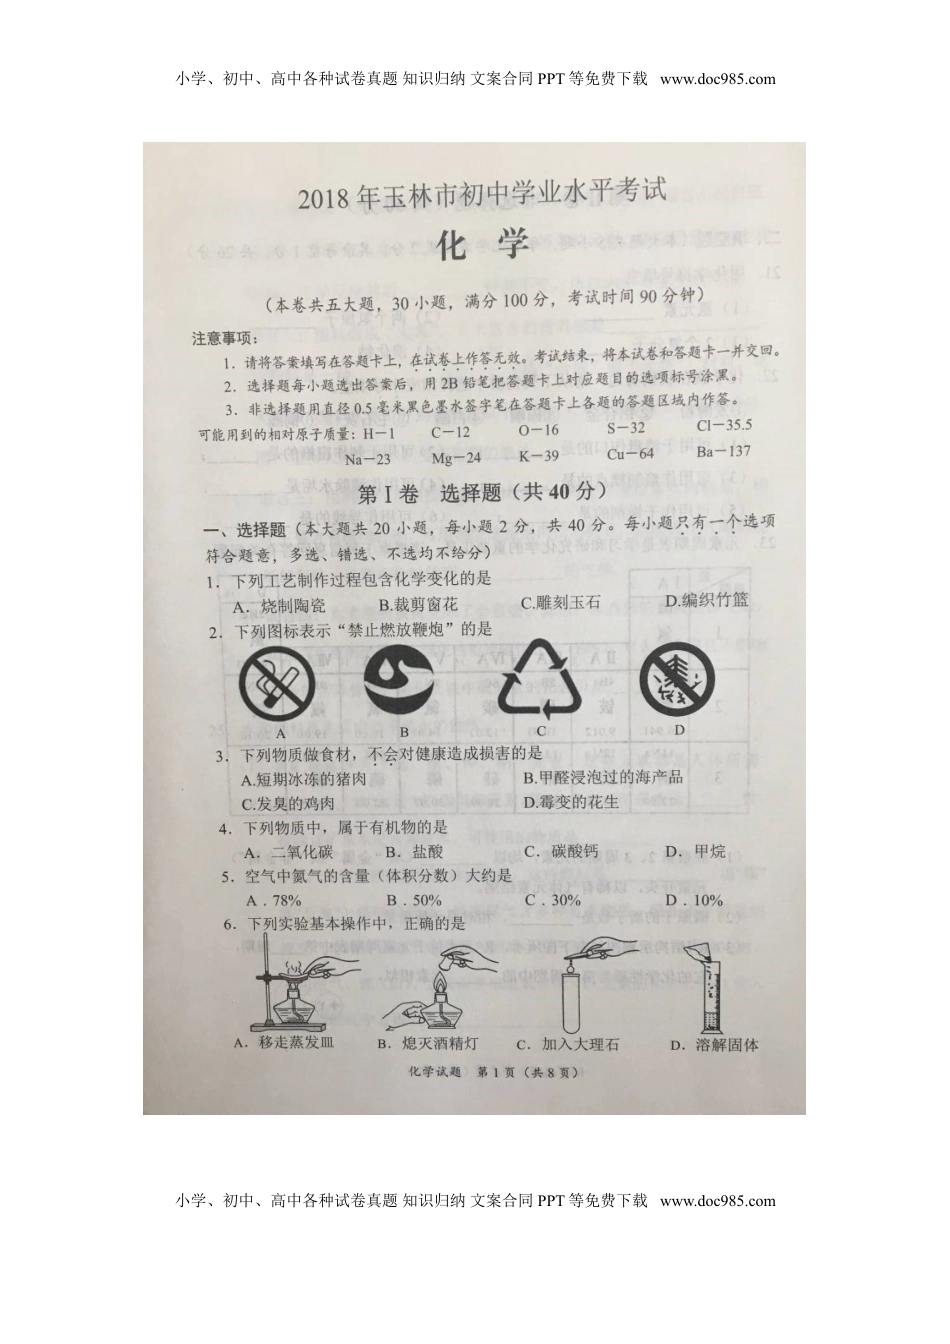 小学、初中、高中各种试卷真题 知识归纳 文案合同 PPT 等免费下载   www.doc985.com
2018 年玉林市初中学业水平考试
化 学
(本卷共五大题，30 小题，满分 100 分，考试时间 90 分钟)
注意事项：
1．请将答案填写在答题卡上，在试卷上作答无效。考试结束，将本试卷和答题卡一并交回。
2．选择题每小题选出答案后，用 2B 铅笔把答题卡上对应题目的选项标号涂黑。
3．非选择题用直径 0.5 毫米黑色墨水签字笔在答题卡上各题的答题区域内作答。
可能用到的相对原子质量：H－1 C－12 O－16 S－32 Cl－35.5
Na－23 Mg－24 K－39 Cu－64 Ba－137
第 I 卷 选择题（共 40 分）
一、选择题（本大题共 20 小题，每小题 2 分，共 40 分。每小题只有一个选项
符合题意，多选、错选、不选均不给分）
1．下列工艺制作过程包含化学变化的是
A．烧制陶瓷 B.裁剪窗花 C.雕刻玉石 D.编织竹篮
2．下列图标表示“禁止燃放鞭炮”的是
A B C D
3．下列物质做食材，不会对健康造成损害的是
A.短期冰冻的猪肉 B.甲醛浸泡过的海产品
C.发臭的鸡肉 D.霉变的花生
4．下列物质中，属于有机物的是
A．二氧化碳 B．盐酸 C．碳酸钙 D．甲烷
5．空气中氮气的含量（体积分数）大约是
A．78% B．50% C．30% D．10%
6．下列实验基本操作中，正确的是
A．移走蒸发皿 B．熄灭酒精灯 C．加入大理石 D．溶解固体
化学试题 第 1 页（共 8 页）
小学、初中、高中各种试卷真题 知识归纳 文案合同 PPT 等免费下载   www.doc985.com